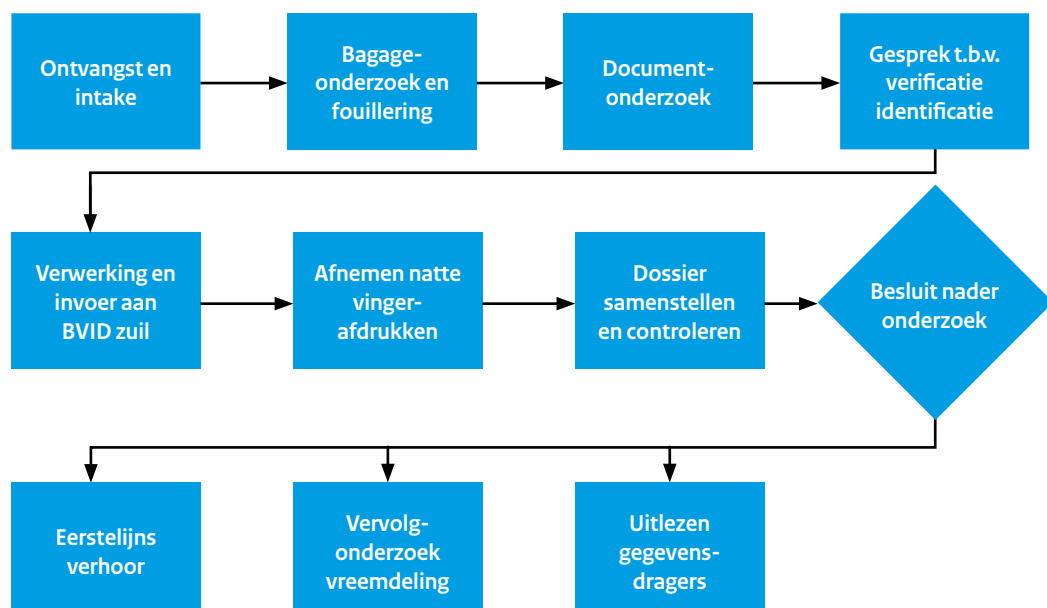 Ontvangst en
intake
Bagage-
onderzoek en
fouillering
Document-
onderzoek
Gesprek t.b.v.
verificatie
identificatie
Verwerking en
invoer aan
BVID zuil
Afnemen natte
vinger-
afdrukken
Dossier
samenstellen
en controleren
Besluit nader
onderzoek
Eerstelijns
verhoor
Vervolg-
onderzoek
vreemdeling
Uitlezen
gegevens-
dragers